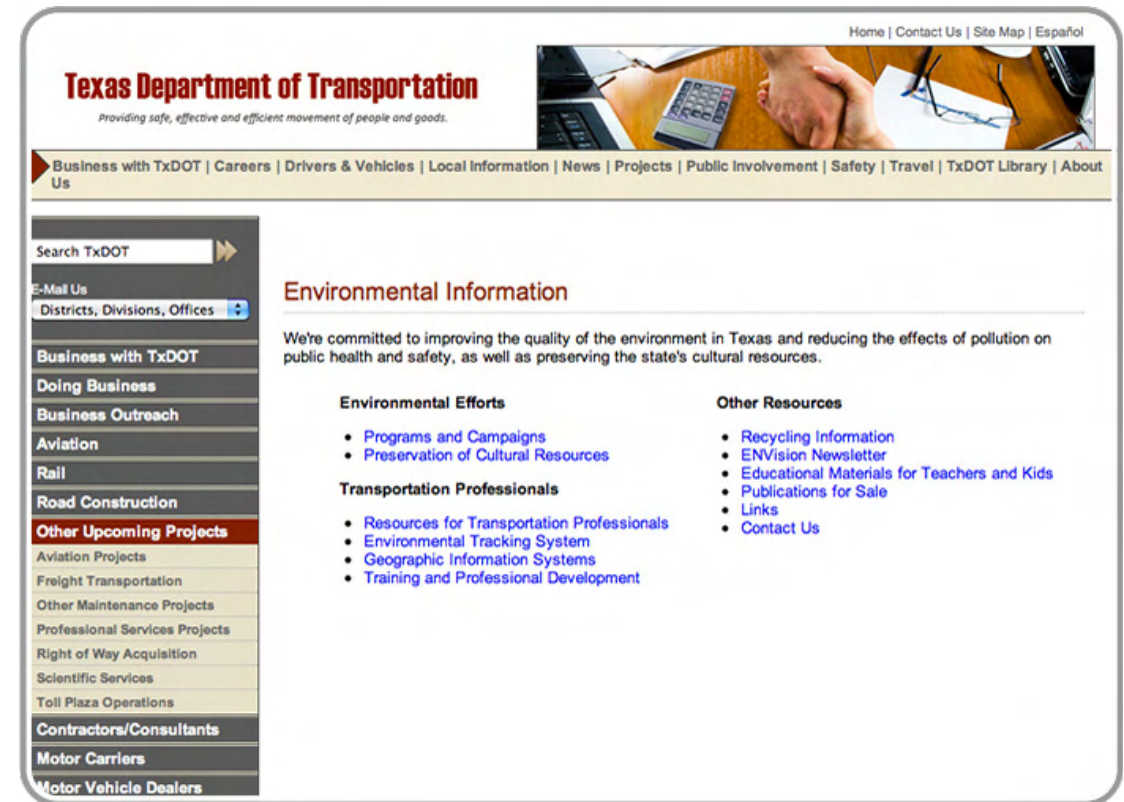 Home | Contact Us | Site Map | Español
Texas Department of Transportation
Providing safe, effective and efficient movement of people and goods.
Business with TxDOT | Careers | Drivers & Vehicles | Local Information | News | Projects | Public Involvement | Safety | Travel | TxDOT Library | About
Us
Search TxDOT
E-Mail Us
Districts, Divisions, Offices
Business with TxDOT
Doing Business
Business Outreach
Aviation
Rail
Road Construction
Other Upcoming Projects
Aviation Projects
Freight Transportation
Other Maintenance Projects
Professional Services Projects
Right of Way Acquisition
Scientific Services
Toll Plaza Operations
Contractors/Consultants
Motor Carriers
Motor Vehicle Dealers
Environmental Information
We're committed to improving the quality of the environment in Texas and reducing the effects of pollution on
public health and safety, as well as preserving the state's cultural resources.
Environmental Efforts
• Programs and Campaigns
• Preservation of Cultural Resources
Transportation Professionals
• Resources for Transportation Professionals
• Environmental Tracking System
• Geographic Information Systems
• Training and Professional Development
Other Resources
• Recycling Information
• ENVision Newsletter
• Educational Materials for Teachers and Kids
• Publications for Sale
• Links
• Contact Us